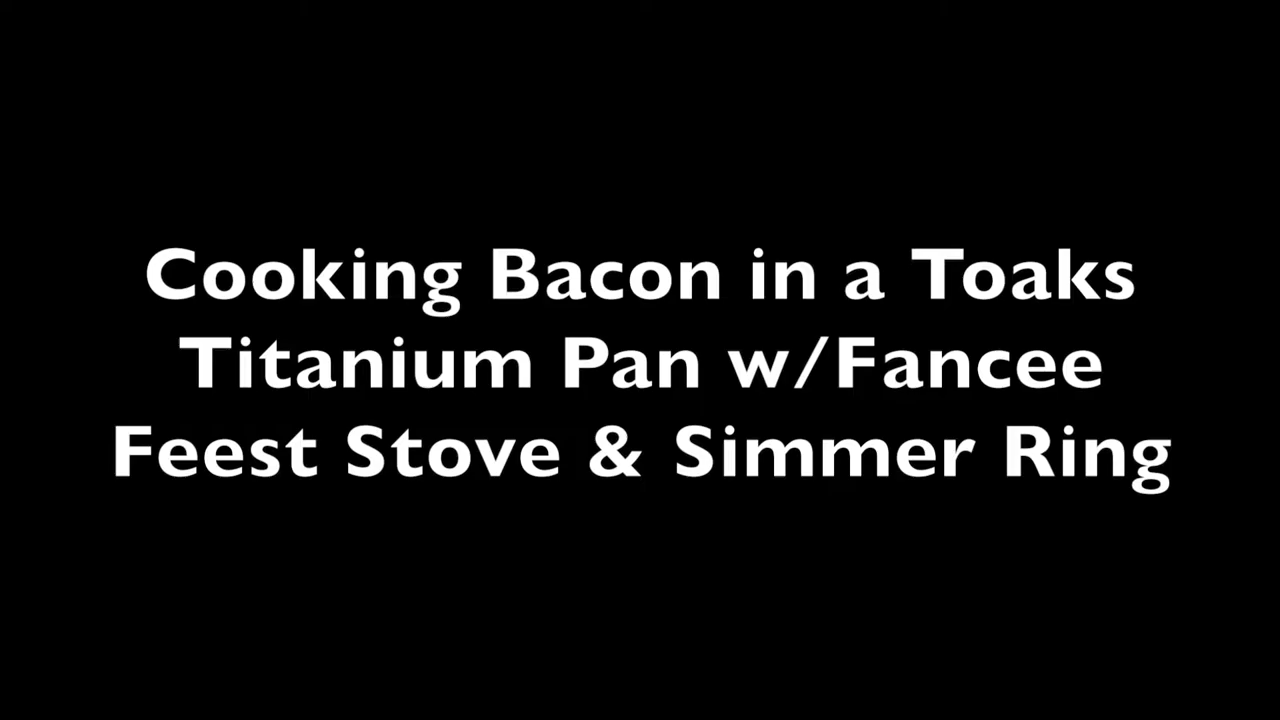 Cooking Bacon in a Toaks
Titanium Pan w/Fancee
Feest Stove & Simmer Ring